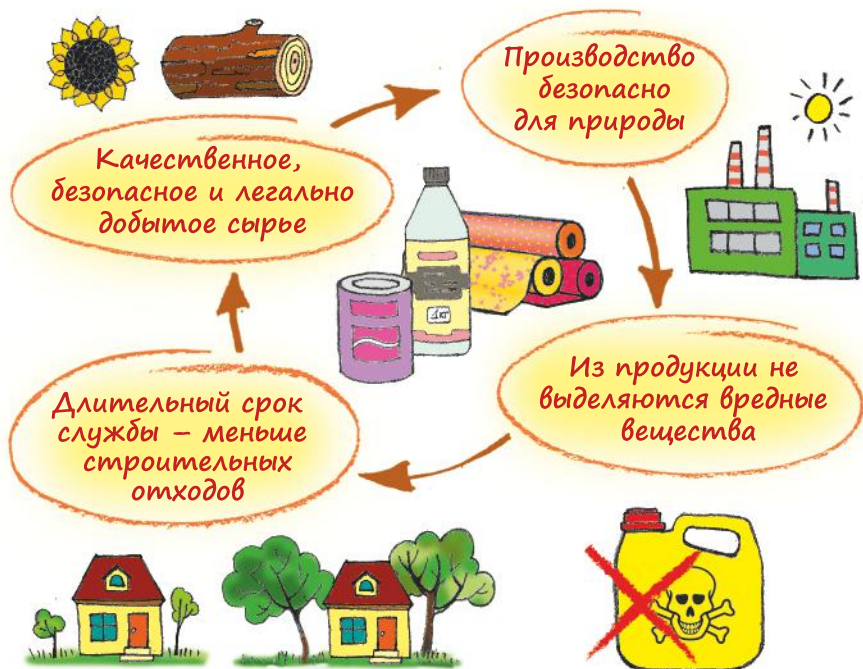 Производство
безопасно
для природы
Качественное,
безопасное и легально
добытое сырье
Из продукции не
выделяются вредные
вещества
Длительный срок
службы – меньше
строительных
отходов